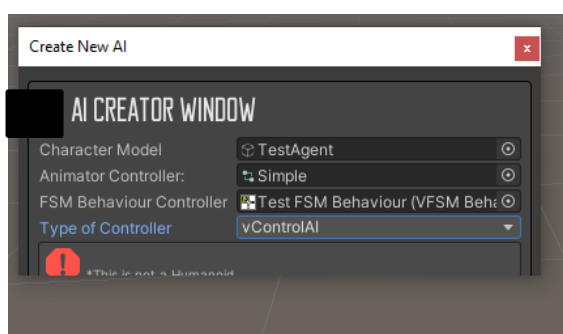 Create New AI
x
AI CREATOR WINDOW
Character Model TestAgent
Animator Controller: Simple
FSM Behaviour Controller Test FSM Behaviour (VFSM Beha
Type of Controller vControlAI
*This is not a Humanoid